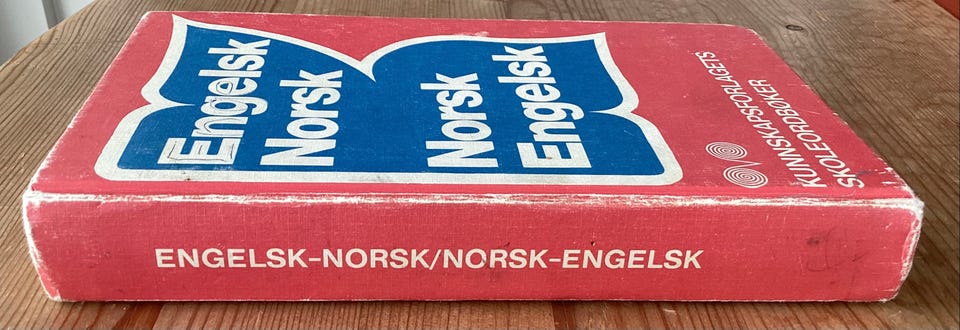 Engelsk
Norsk
Norsk
Engelsk
KUNNSKAPSFORLAGETS
SKOLEORDBØKER
ENGELSK-NORSK/NORSK-ENGELSK